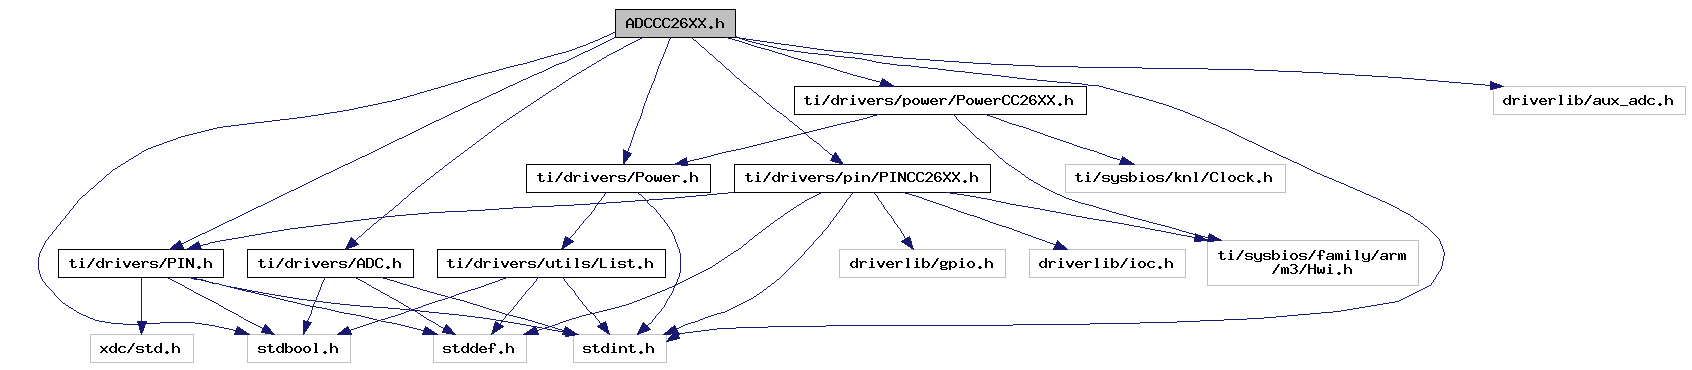 ADCCC26XX.h
ti/drivers/power/PowerCC26XX.h
driverlib/aux_adc.h
ti/drivers/Power.h
ti/drivers/pin/PINCC26XX.h
ti/sysbios/knl/Clock.h
ti/drivers/PIN.h
ti/drivers/ADC.h
ti/drivers/utils/List.h
driverlib/gpio.h
driverlib/ioc.h
ti/sysbios/family/arm
/m3/Hwi.h
xdc/std.h
stdbool.h
stddef.h
stdint.h